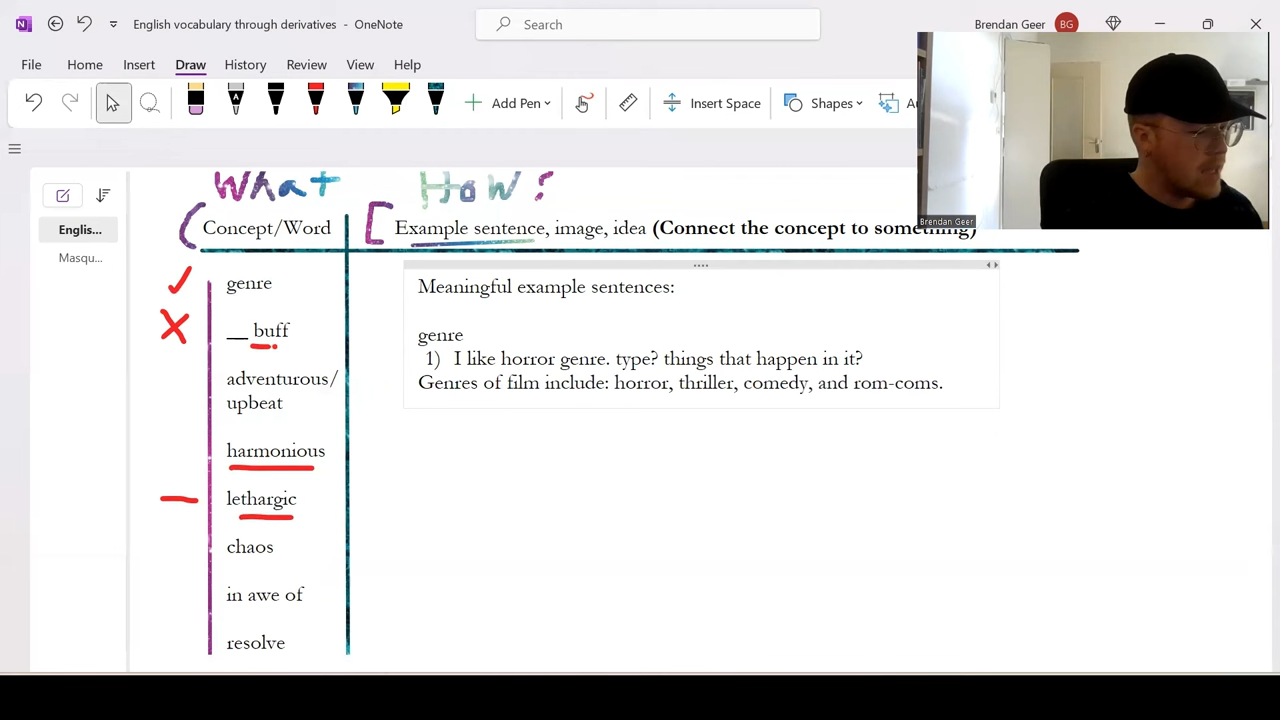 English vocabulary through derivatives - OneNote
Search
Brendan Geer
BG
File Home Insert Draw History Review View Help
A
Add Pen
Insert Space
Shapes
What How?
Concept/Word
Example sentence, image, idea (Connect the concept to something)
Brendan Geer
Englis...
Masqu...
genre
__ buff
adventurous/
upbeat
harmonious
lethargic
chaos
in awe of
resolve
Meaningful example sentences:
genre
1) I like horror genre. type? things that happen in it?
Genres of film include: horror, thriller, comedy, and rom-coms.